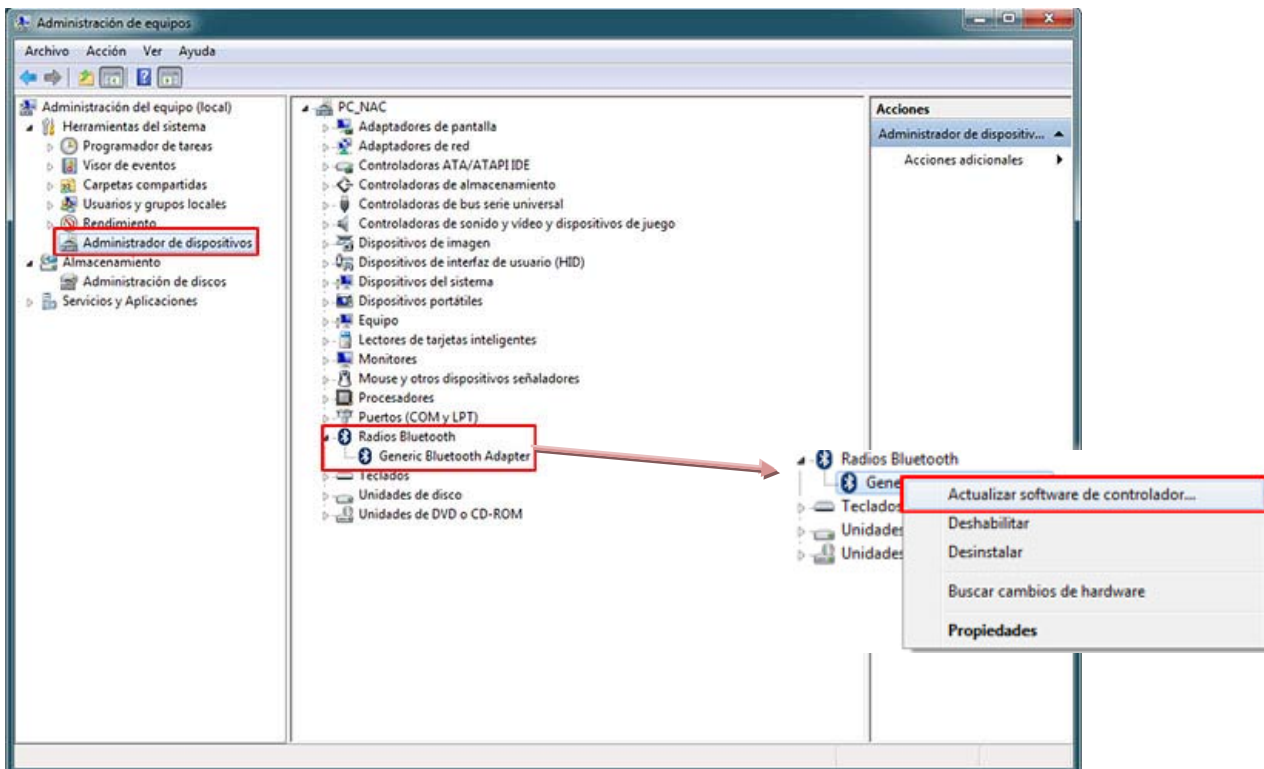 Administración de equipos
Archivo Acción Ver Ayuda
Administración del equipo (local)
Herramientas del sistema
Programador de tareas
Visor de eventos
Carpetas compartidas
Usuarios y grupos locales
Rendimiento
Administrador de dispositivos
Almacenamiento
Administración de discos
Servicios y Aplicaciones
PC_NAC
Adaptadores de pantalla
Adaptadores de red
Controladoras ATA/ATAPI IDE
Controladoras de almacenamiento
Controladoras de bus serie universal
Controladoras de sonido y vídeo y dispositivos de juego
Dispositivos de imagen
Dispositivos de interfaz de usuario (HID)
Dispositivos del sistema
Dispositivos portátiles
Equipo
Lectores de tarjetas inteligentes
Monitores
Mouse y otros dispositivos señaladores
Procesadores
Puertos (COM y LPT)
Radios Bluetooth
Generic Bluetooth Adapter
Teclados
Unidades de disco
Unidades de DVD o CD-ROM
Acciones
Administrador de dispositiv...
Acciones adicionales
Radios Bluetooth
Gene
Teclados
Unidades
Unidades
Actualizar software de controlador...
Deshabilitar
Desinstalar
Buscar cambios de hardware
Propiedades